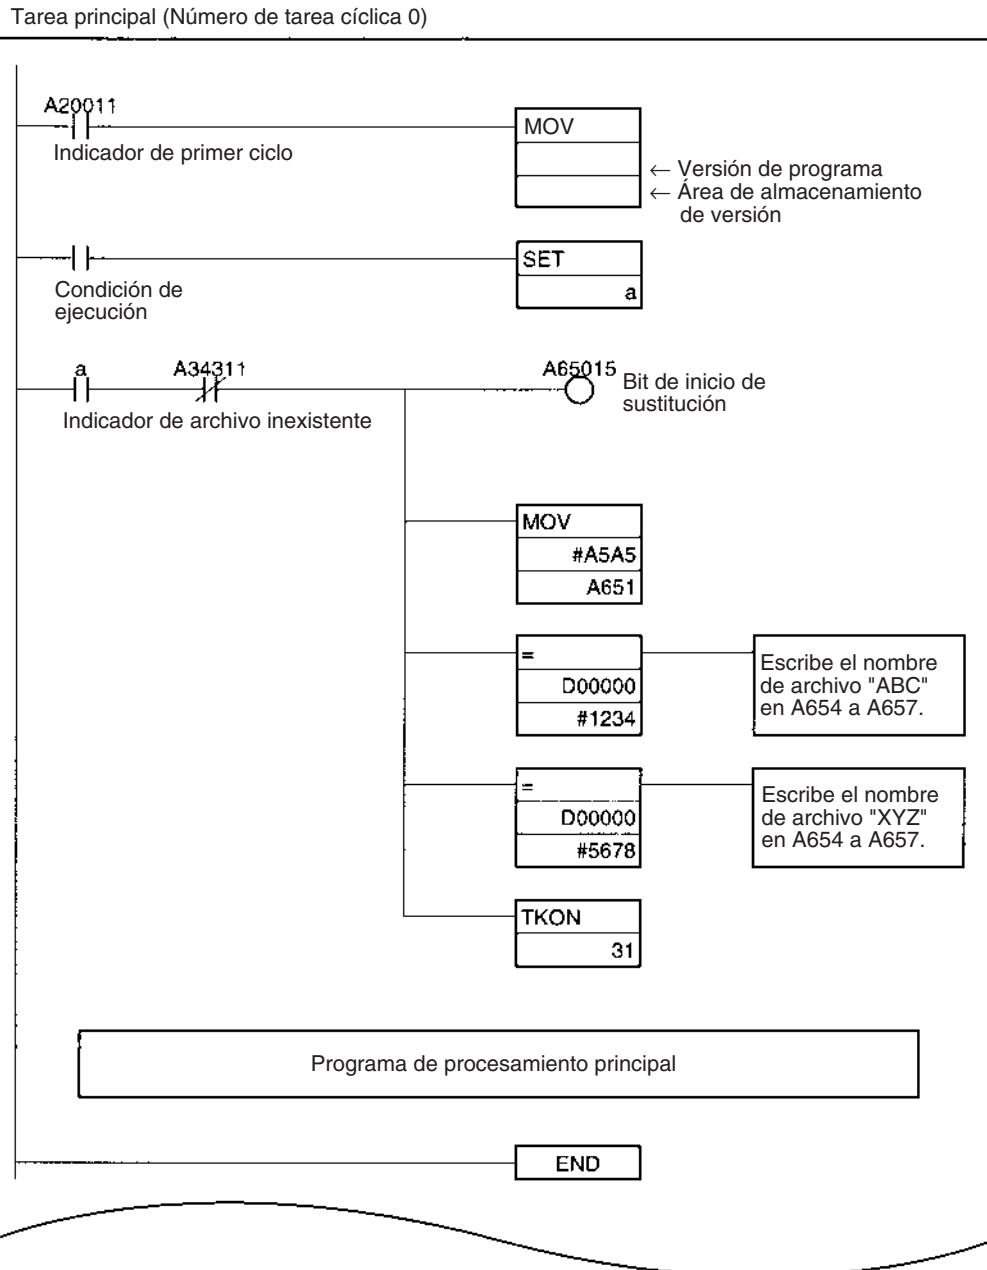 Tarea principal (Número de tarea cíclica 0)
A20011
Indicador de primer ciclo
MOV
← Versión de programa
← Área de almacenamiento
de versión
Condición de
ejecución
SET
a
a
A34311
Indicador de archivo inexistente
A65015
Bit de inicio de
sustitución
MOV
#A5A5
A651
=
D00000
#1234
Escribe el nombre
de archivo "ABC"
en A654 a A657.
=
D00000
#5678
Escribe el nombre
de archivo "XYZ"
en A654 a A657.
TKON
31
Programa de procesamiento principal
END